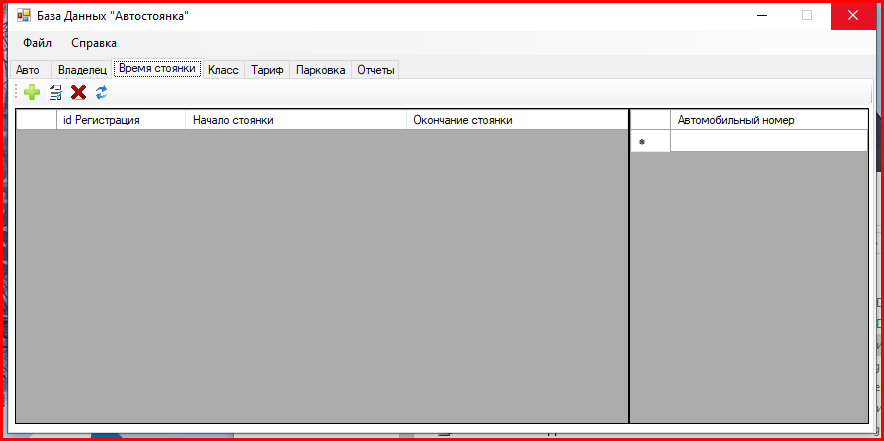 База Данных "Автостоянка"
Файл Справка
Авто Владелец Время стоянки Класс Тариф Парковка Отчеты
id Регистрация Начало стоянки Окончание стоянки Автомобильный номер